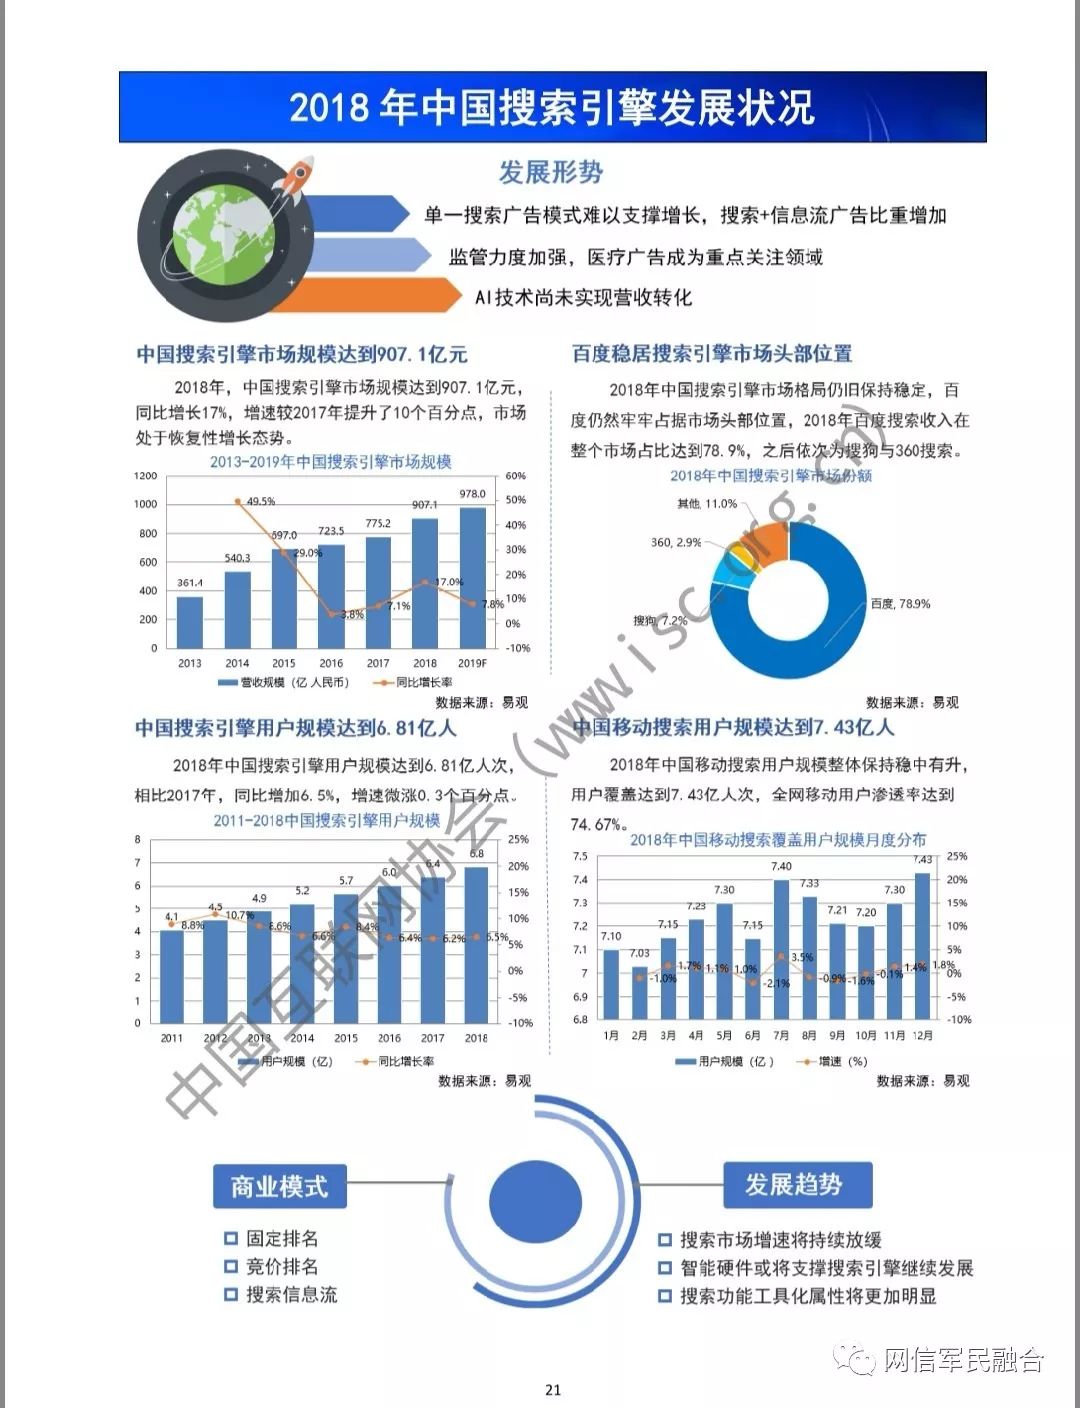 2018 年中国搜索引擎发展状况
发展形势
单一搜索广告模式难以支撑增长，搜索+信息流广告比重增加
监管力度加强，医疗广告成为重点关注领域
AI技术尚未实现营收转化
中国搜索引擎市场规模达到907.1亿元
2018年，中国搜索引擎市场规模达到907.1亿元，
同比增长17%，增速较2017年提升了10个百分点，市场
处于恢复性增长态势。
2013-2019年中国搜索引擎市场规模
1200
1000
800
600
400
200
0
60%
50%
40%
30%
20%
10%
0%
-10%
361.4
540.3
597.0
723.5
775.2
907.1
978.0
49.5%
29.0%
3.8%
7.1%
17.0%
7.8%
2013 2014 2015 2016 2017 2018 2019F
营收规模（亿 人民币） 同比增长率
数据来源：易观
百度稳居搜索引擎市场头部位置
2018年中国搜索引擎市场格局仍旧保持稳定，百
度仍然牢牢占据市场头部位置，2018年百度搜索收入在
整个市场占比达到78.9%，之后依次为搜狗与360搜索。
2018年中国搜索引擎市场份额
其他, 11.0%
360, 2.9%
搜狗, 7.2%
百度, 78.9%
数据来源：易观
中国搜索引擎用户规模达到6.81亿人
2018年中国搜索引擎用户规模达到6.81亿人次，
相比2017年，同比增加6.5%，增速微涨0.3个百分点。
2011-2018中国搜索引擎用户规模
8
7
6
5
4
3
2
1
0
25%
20%
15%
10%
5%
0%
-5%
-10%
4.1
4.5
4.9
5.2
5.7
6.0
6.4
6.8
8.8%
10.7%
8.6%
6.6%
8.4%
6.4%
6.2%
6.5%
2011 2012 2013 2014 2015 2016 2017 2018
用户规模（亿） 同比增长率
数据来源：易观
中国移动搜索用户规模达到7.43亿人
2018年中国移动搜索用户规模整体保持稳中有升，
用户覆盖达到7.43亿人次，全网移动用户渗透率达到
74.67%。
2018年中国移动搜索覆盖用户规模月度分布
7.5
7.4
7.3
7.2
7.1
7
6.9
6.8
25%
20%
15%
10%
5%
0%
-5%
-10%
7.10
7.03
7.15
7.23
7.30
7.15
7.40
7.33
7.21
7.20
7.30
7.43
-1.0%
1.7%
1.1%
1.0%
-2.1%
3.5%
-0.9%
-1.6%
-0.1%
1.4%
1.8%
1月 2月 3月 4月 5月 6月 7月 8月 9月 10月 11月 12月
用户规模（亿） 增速（%）
数据来源：易观
中国互联网协会（www.isc.org.cn）
商业模式
固定排名
竞价排名
搜索信息流
发展趋势
搜索市场增速将持续放缓
智能硬件或将支撑搜索引擎继续发展
搜索功能工具化属性将更加明显
网信军民融合
21